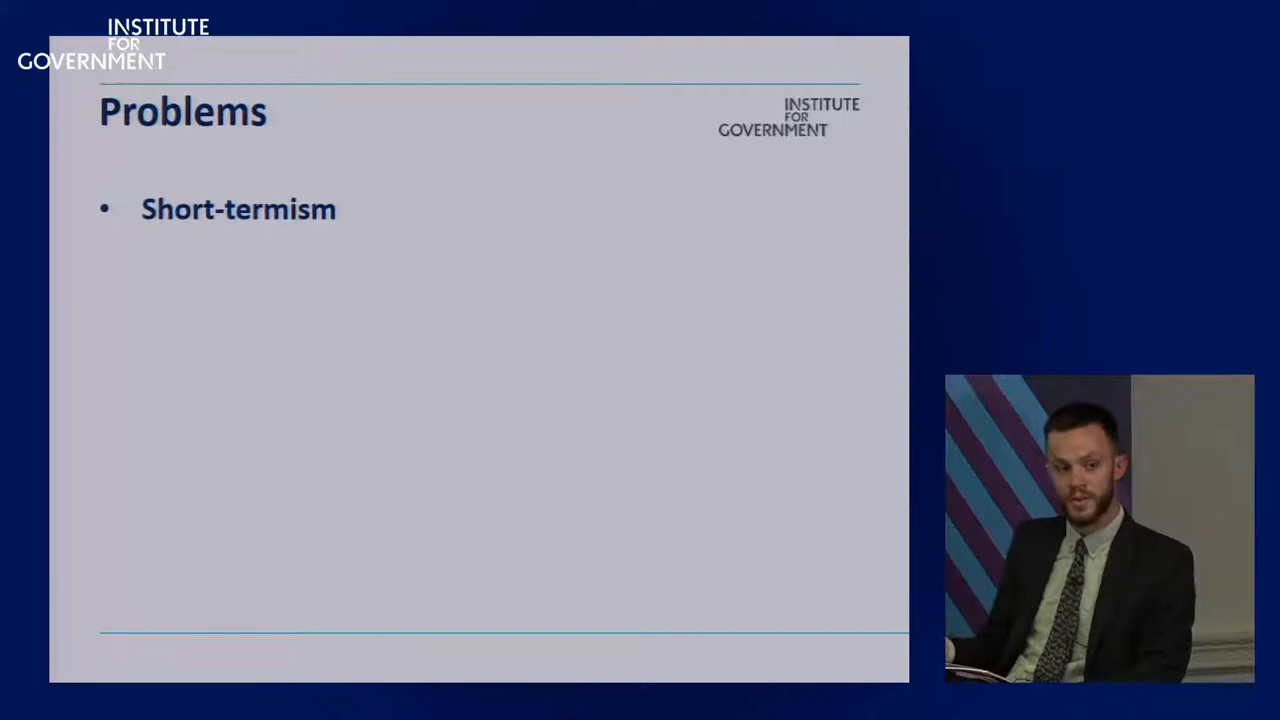 INSTITUTE
FOR
GOVERNMENT
Problems
INSTITUTE
FOR
GOVERNMENT
• Short-termism